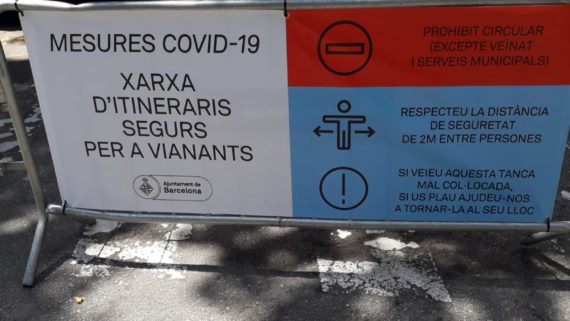 MESURES COVID-19
XARXA
D'ITINERARIS
SEGURS
PER A VIANANTS
Ajuntament de
Barcelona
PROHIBIT CIRCULAR
(EXCEPTE VEÏNAT
I SERVEIS MUNICIPALS)
RESPECTEU LA DISTÀNCIA
DE SEGURETAT
DE 2M ENTRE PERSONES
SI VEIEU AQUESTA TANCA
MAL COL·LOCADA,
SI US PLAU AJUDEU-NOS
A TORNAR-LA AL SEU LLOC